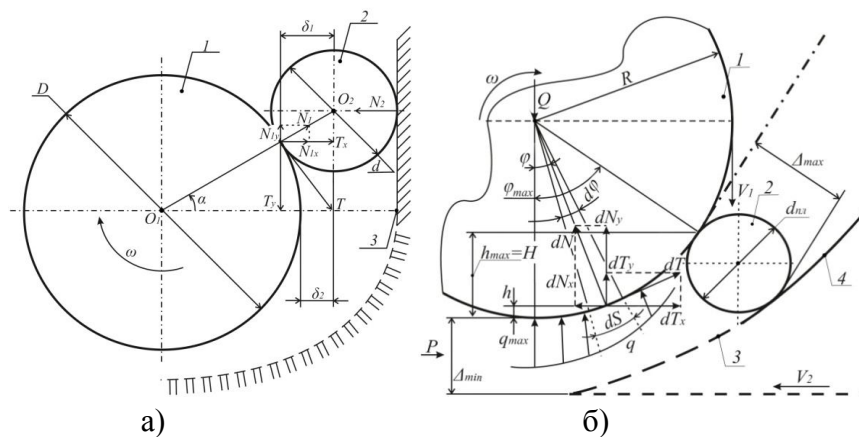 δ₁
2
1
D
O₂
N₂
N₁
N₁y
N₁x
Tₓ
d
α
O₁
Ty
T
3
ω
δ₂
а)
ω
Q
R
1
φ
φmax
dφ
Δmax
V₁
2
dпл
dN
dNy
hmax=H
dTy
dT
dNx
h
dS
dTx
4
qmax
q
P
Δmin
3
V₂
б)